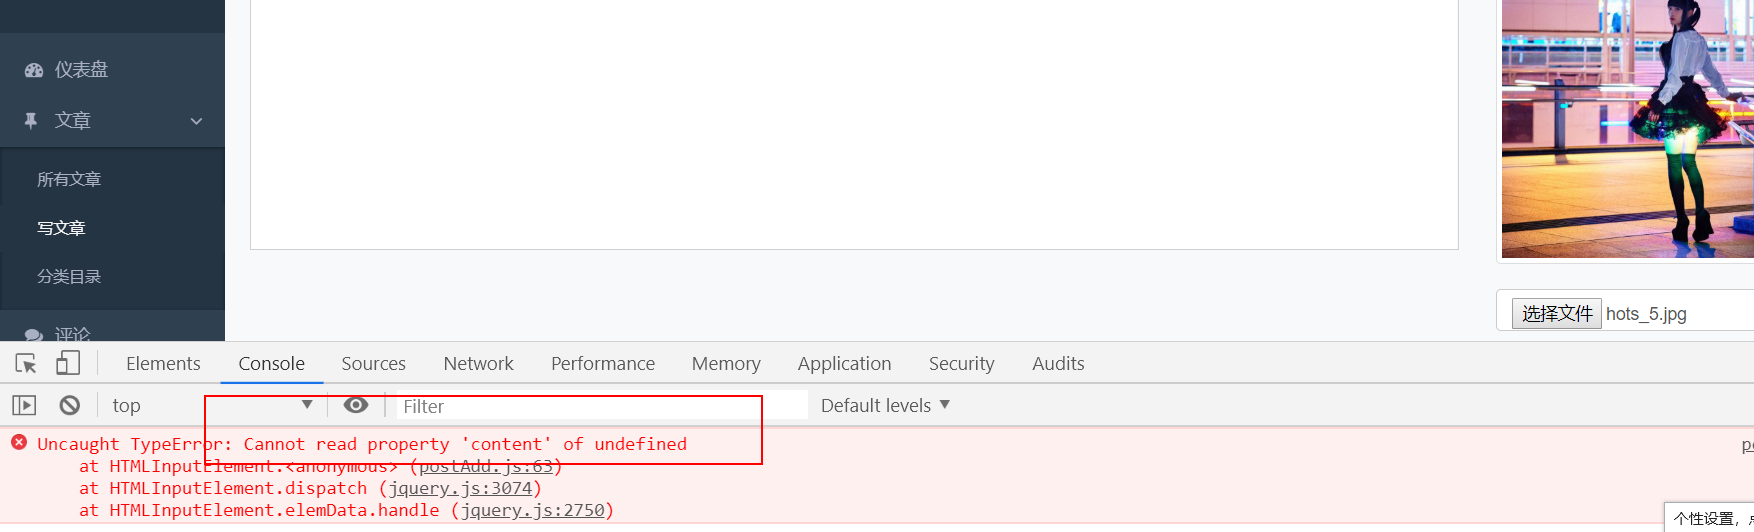 仪表盘
文章
所有文章
写文章
分类目录
评论
选择文件 hots_5.jpg
Elements Console Sources Network Performance Memory Application Security Audits
top Filter Default levels
Uncaught TypeError: Cannot read property 'content' of undefined
at HTMLInputElement.<anonymous> (postAdd.js:63)
at HTMLInputElement.dispatch (jquery.js:3074)
at HTMLInputElement.elemData.handle (jquery.js:2750)
个性设置，